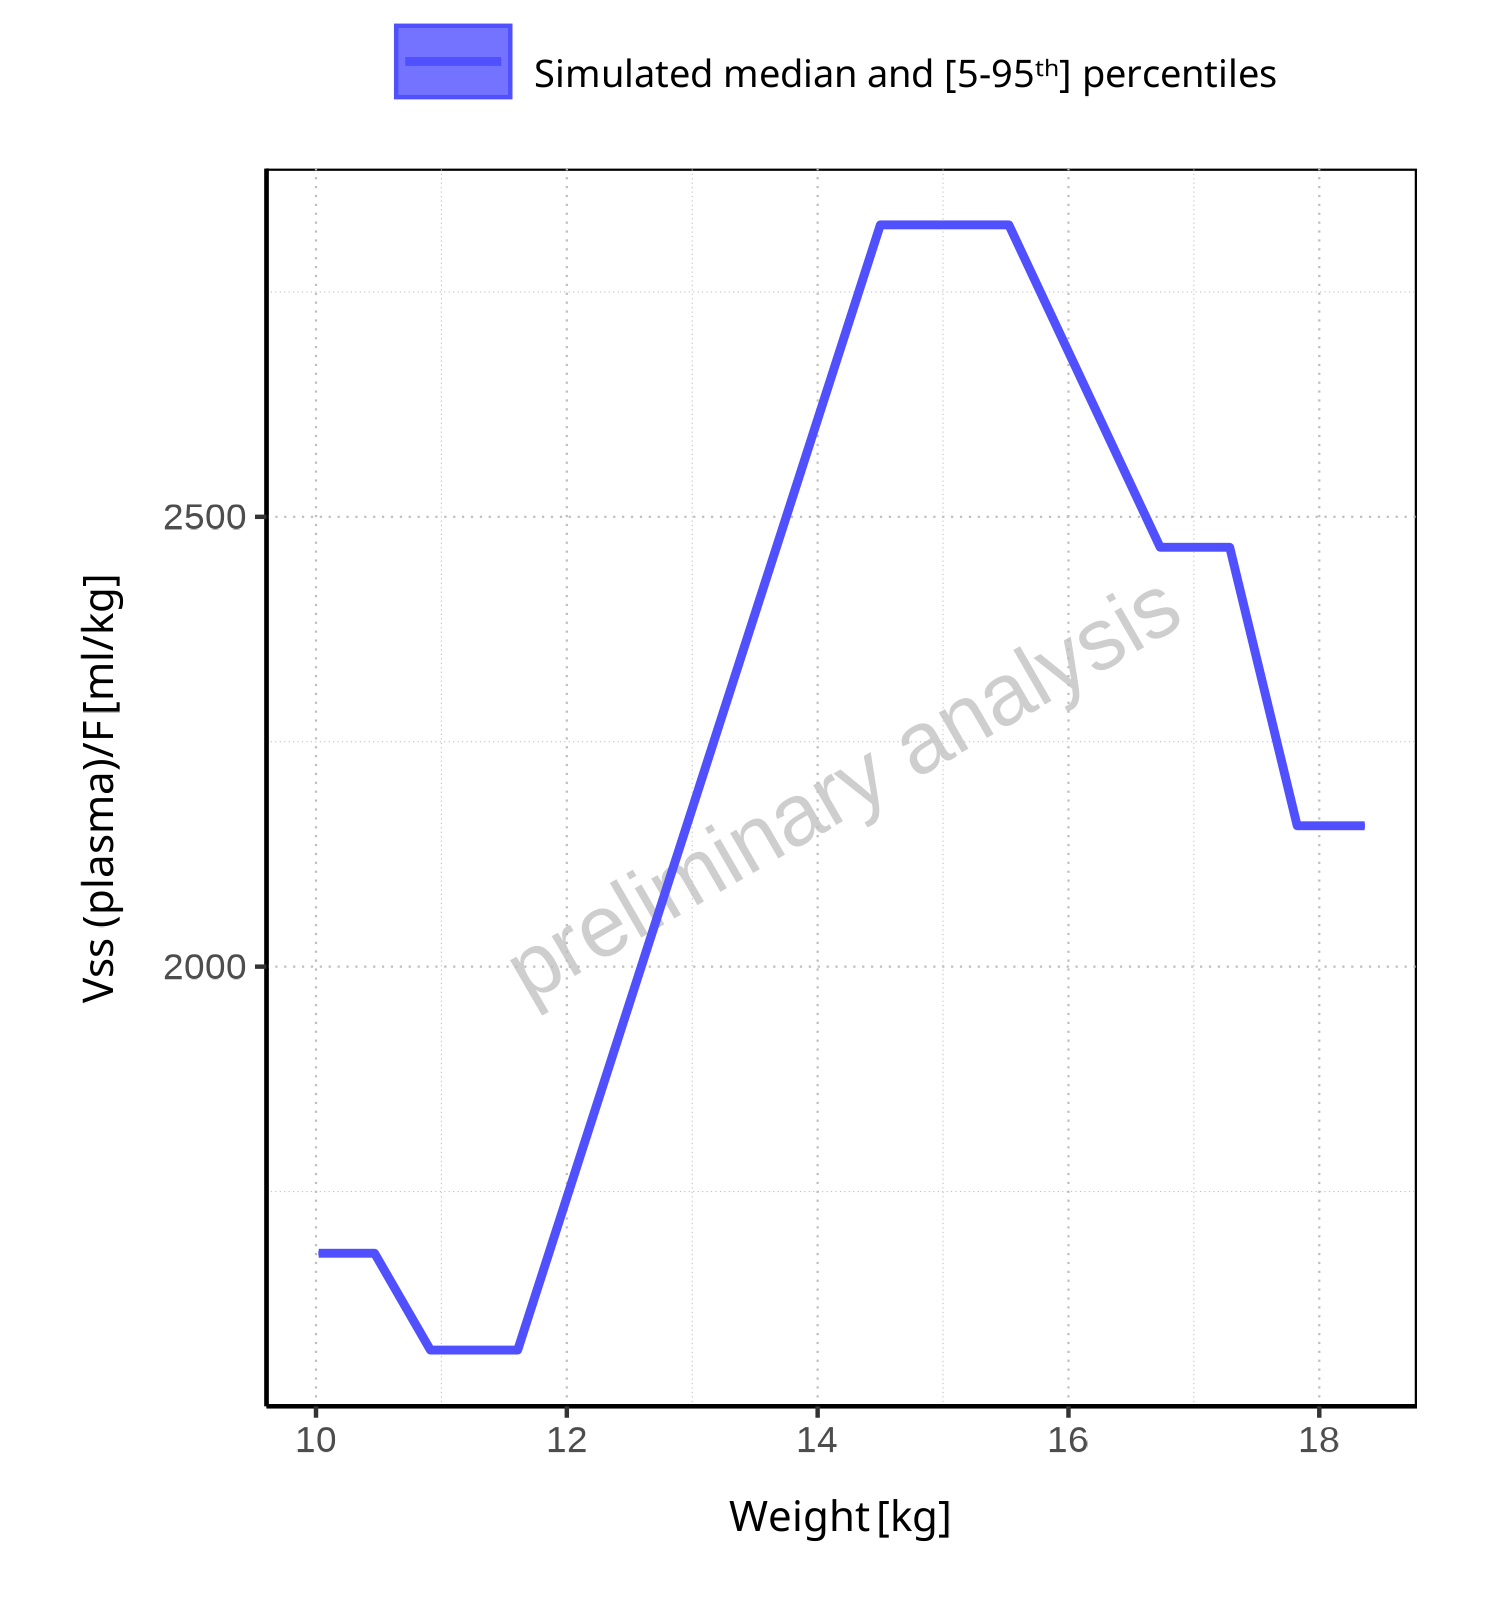 Simulated median and [5-95th] percentiles
2500
2000
Vss (plasma)/F [ml/kg]
preliminary analysis
10 12 14 16 18
Weight [kg]